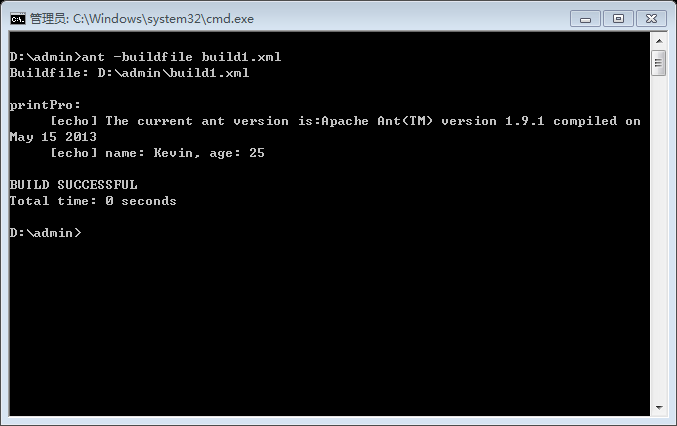 管理员: C:\Windows\system32\cmd.exe
D:\admin>ant -buildfile build1.xml
Buildfile: D:\admin\build1.xml
printPro:
[echo] The current ant version is:Apache Ant(TM) version 1.9.1 compiled on
May 15 2013
[echo] name: Kevin, age: 25
BUILD SUCCESSFUL
Total time: 0 seconds
D:\admin>